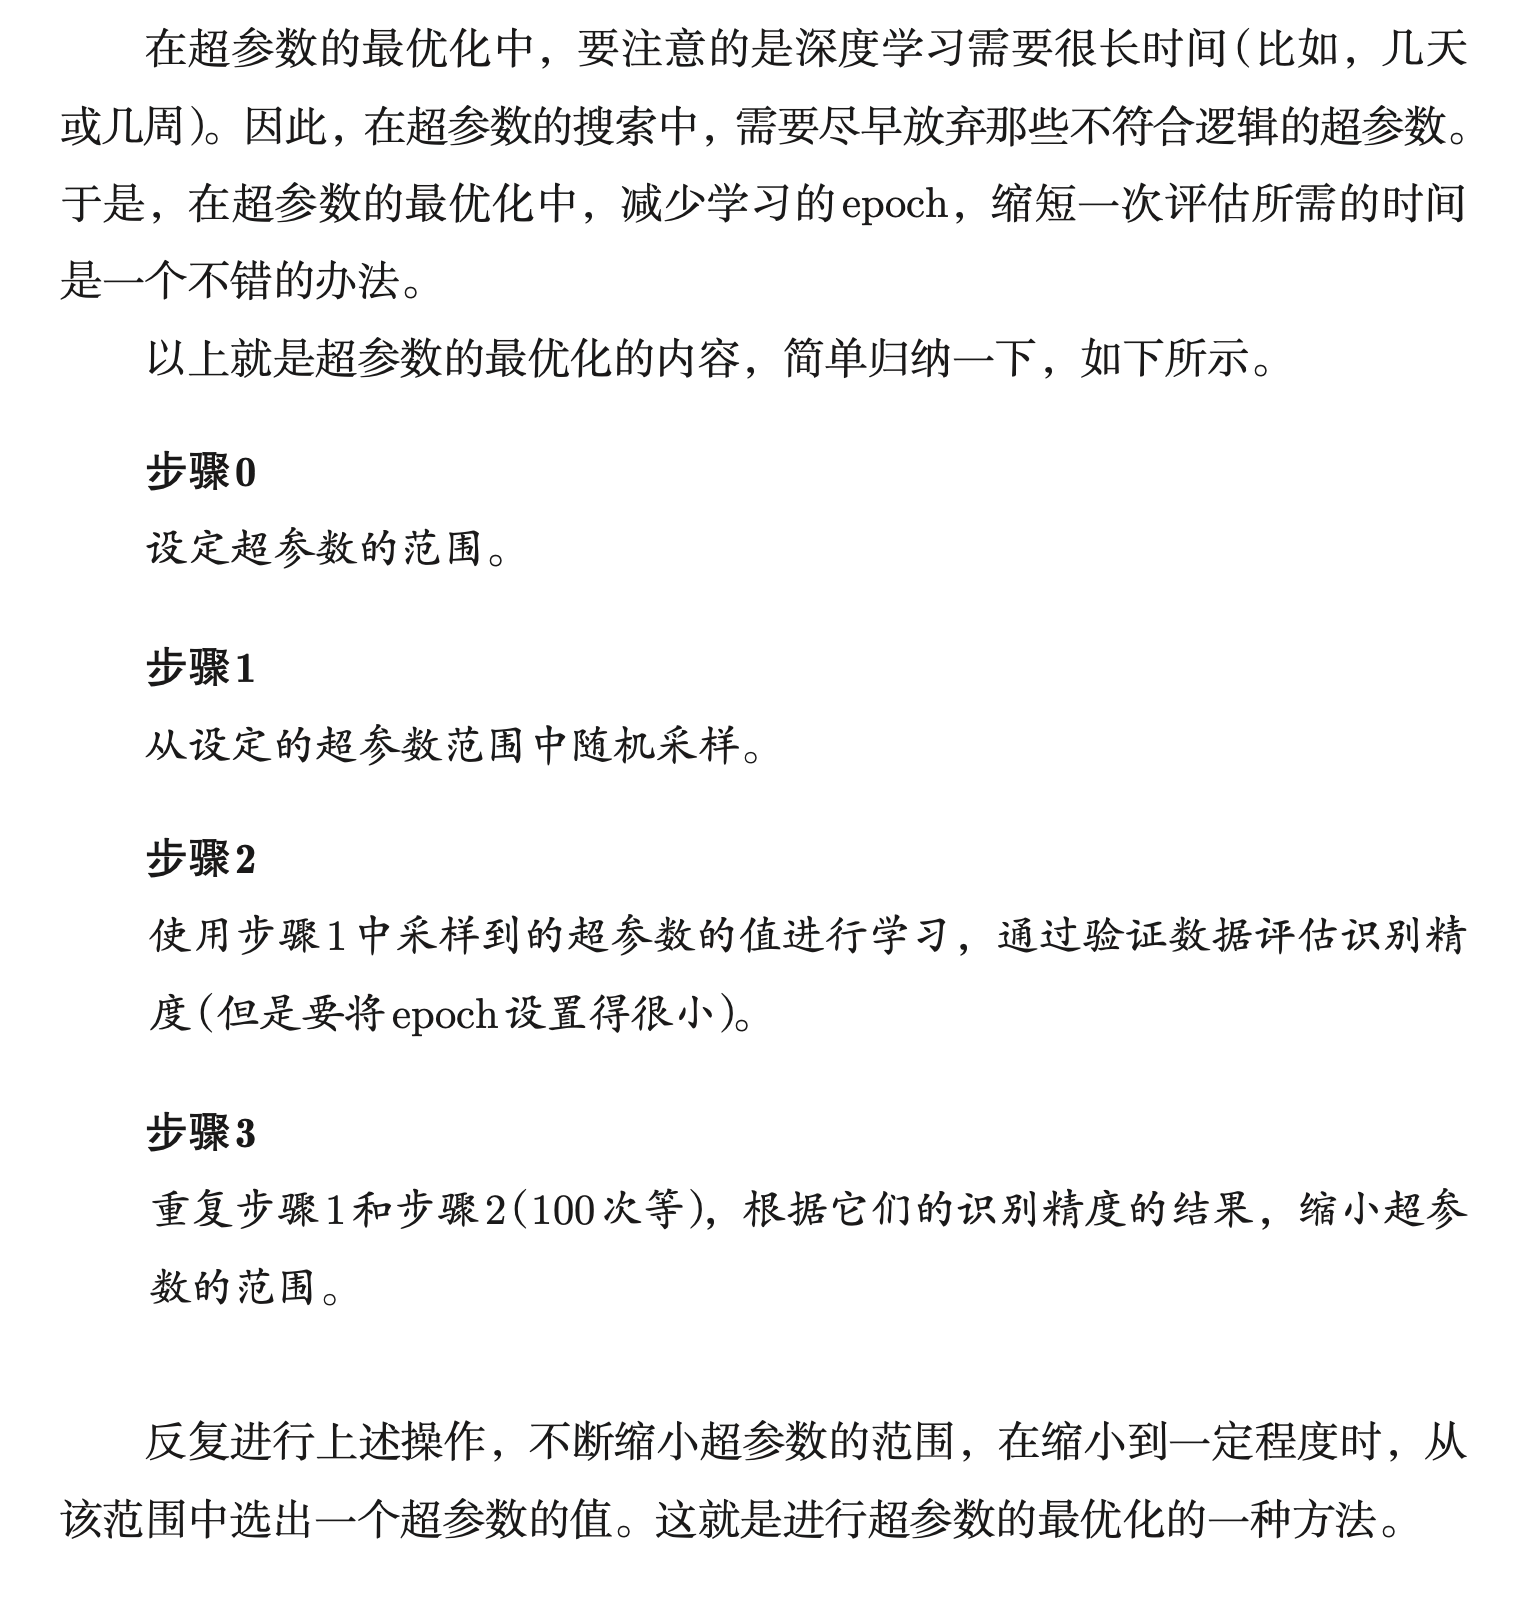 在超参数的最优化中，要注意的是深度学习需要很长时间（比如，几天
或几周）。因此，在超参数的搜索中，需要尽早放弃那些不符合逻辑的超参数。
于是，在超参数的最优化中，减少学习的epoch，缩短一次评估所需的时间
是一个不错的办法。
以上就是超参数的最优化的内容，简单归纳一下，如下所示。
步骤0
设定超参数的范围。
步骤1
从设定的超参数范围中随机采样。
步骤2
使用步骤1中采样到的超参数的值进行学习，通过验证数据评估识别精
度（但是要将epoch设置得很小）。
步骤3
重复步骤1和步骤2（100次等），根据它们的识别精度的结果，缩小超参
数的范围。
反复进行上述操作，不断缩小超参数的范围，在缩小到一定程度时，从
该范围中选出一个超参数的值。这就是进行超参数的最优化的一种方法。